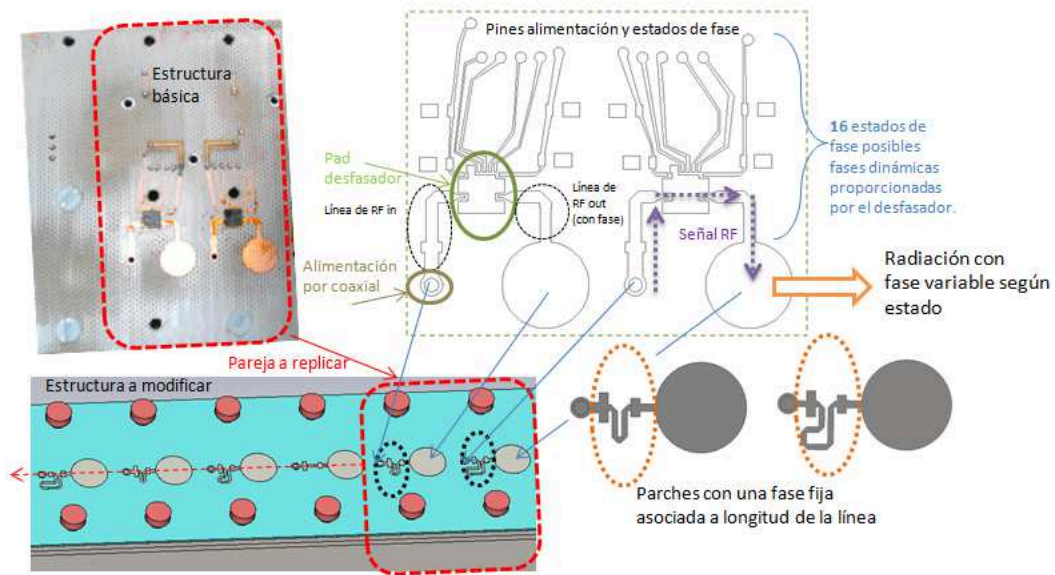 Estructura
básica
Pines alimentación y estados de fase
16 estados de
fase posibles
fases dinámicas
proporcionadas
por el desfasador.
Pad
desfasador
Línea de RF in
Línea de
RF out
(con fase)
Señal RF
Alimentación
por coaxial
Radiación con
fase variable según
estado
Pareja a replicar
Estructura a modificar
Parches con una fase fija
asociada a longitud de la línea